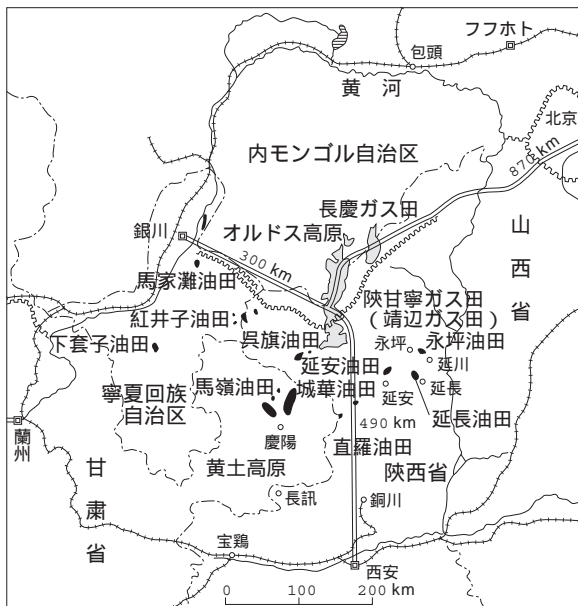 フフホト
包頭
黄 河
北京
内モンゴル自治区
870 km
長慶ガス田
銀川
オルドス高原
山西省
300 km
馬家灘油田
陝甘寧ガス田
（靖辺ガス田）
紅井子油田
呉旗油田
永坪
永坪油田
下套子油田
延安油田
延川
馬嶺油田
城華油田
延安
延長
寧夏回族
自治区
延長油田
490 km
蘭州
慶陽
直羅油田
黄土高原
陝西省
甘粛省
長訊
銅川
宝鶏
西安
0 100 200 km